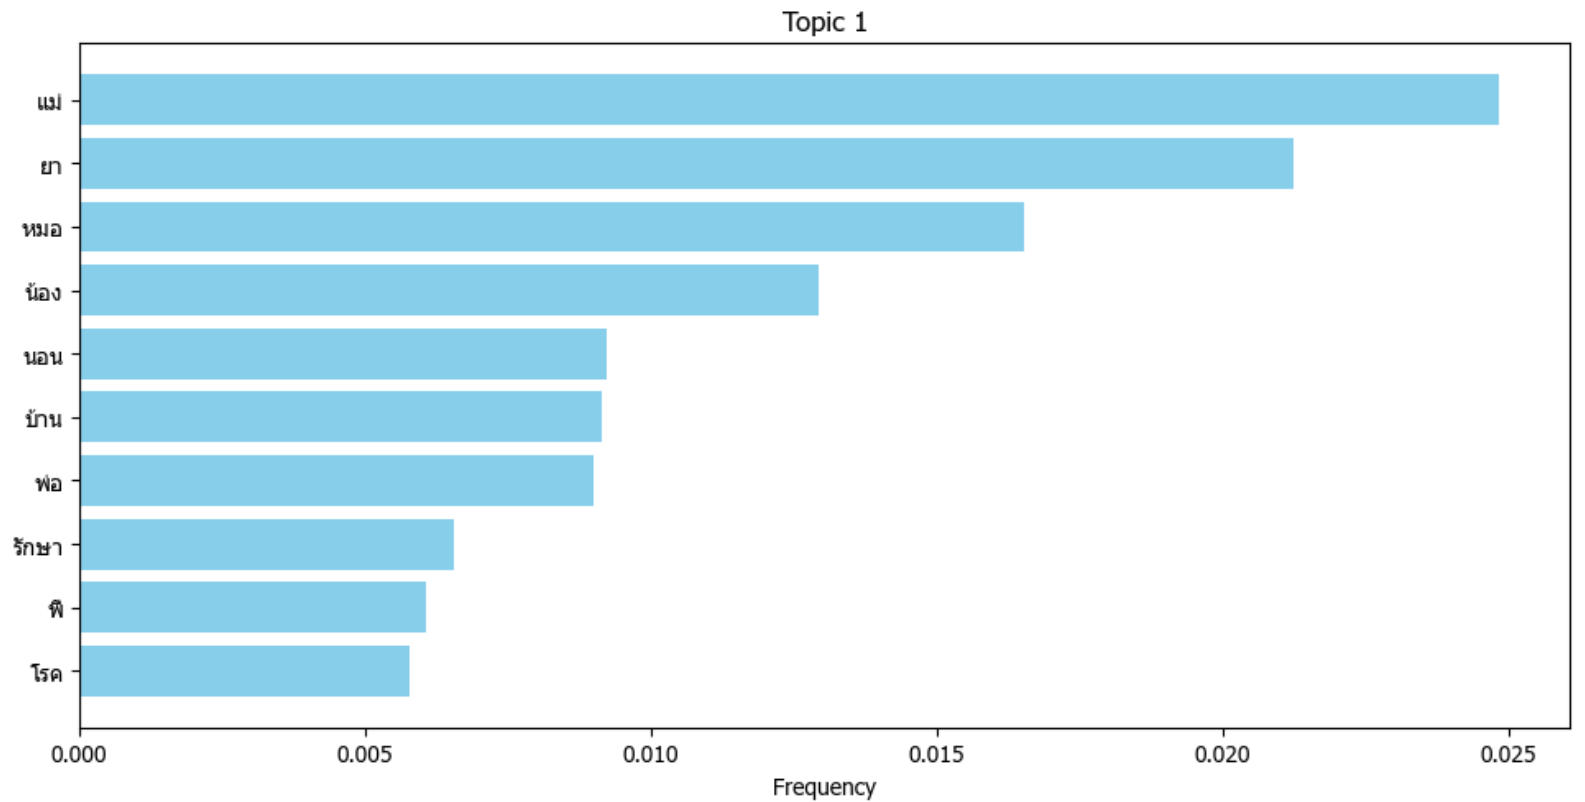 Topic 1
แม่
ยา
หมอ
น้อง
นอน
บ้าน
พ่อ
รักษา
พี่
โรค
0.000 0.005 0.010 0.015 0.020 0.025
Frequency